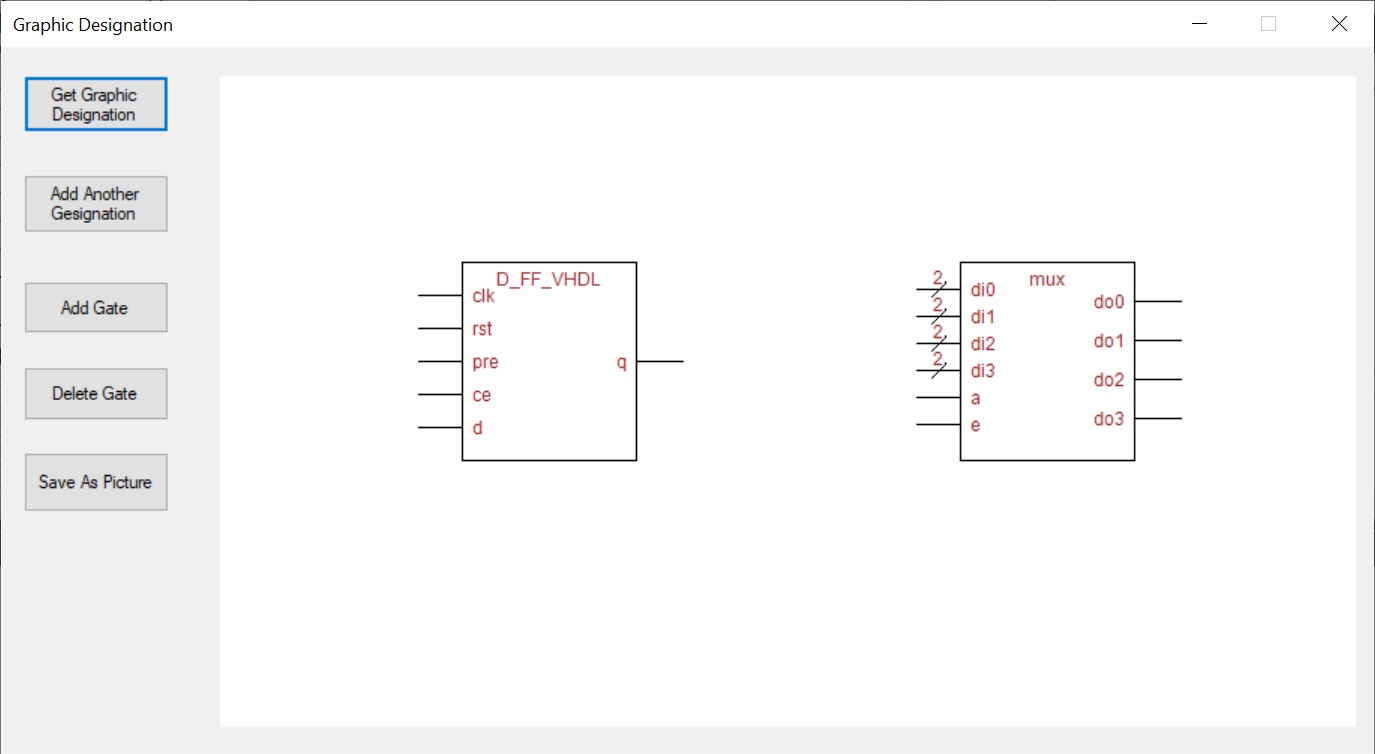 Graphic Designation
Get Graphic
Designation
Add Another
Gesignation
Add Gate
Delete Gate
Save As Picture
D_FF_VHDL
clk
rst
pre
ce
d
q
mux
2
di0
2
di1
2
di2
2
di3
a
e
do0
do1
do2
do3